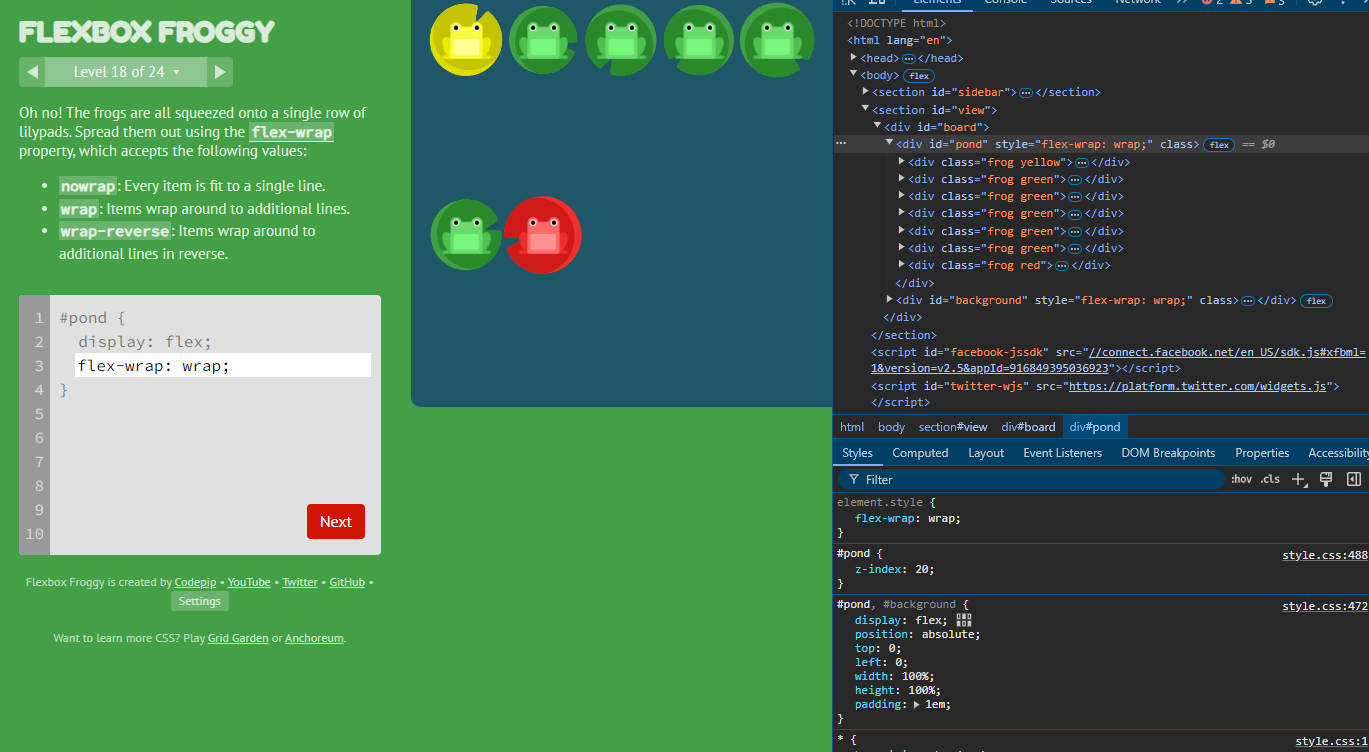 FLEXBOX FROGGY
Level 18 of 24
Oh no! The frogs are all squeezed onto a single row of
lilypads. Spread them out using the flex-wrap
property, which accepts the following values:
• nowrap: Every item is fit to a single line.
• wrap: Items wrap around to additional lines.
• wrap-reverse: Items wrap around to
additional lines in reverse.
1 #pond {
2 display: flex;
3 flex-wrap: wrap;
4 }
5
6
7
8
9
10
Next
Flexbox Froggy is created by Codepip • YouTube • Twitter • GitHub •
Settings
Want to learn more CSS? Play Grid Garden or Anchoreum.
Elements Console Sources Network
<!DOCTYPE html>
<html lang="en">
<head> ••• </head>
<body> flex
<section id="sidebar"> ••• </section>
<section id="view">
<div id="board">
••• <div id="pond" style="flex-wrap: wrap;" class> flex == $0
<div class="frog yellow"> ••• </div>
<div class="frog green"> ••• </div>
<div class="frog green"> ••• </div>
<div class="frog green"> ••• </div>
<div class="frog green"> ••• </div>
<div class="frog green"> ••• </div>
<div class="frog red"> ••• </div>
</div>
<div id="background" style="flex-wrap: wrap;" class> ••• </div> flex
</div>
</section>
<script id="facebook-jssdk" src="//connect.facebook.net/en_US/sdk.js#xfbml=
1&version=v2.5&appId=916849395036923"></script>
<script id="twitter-wjs" src="https://platform.twitter.com/widgets.js">
</script>
html body section#view div#board div#pond
Styles Computed Layout Event Listeners DOM Breakpoints Properties Accessibility
Filter :hov .cls
element.style {
flex-wrap: wrap;
}
#pond { style.css:488
z-index: 20;
}
#pond, #background { style.css:472
display: flex;
position: absolute;
top: 0;
left: 0;
width: 100%;
height: 100%;
padding: 1em;
}
* { style.css:1